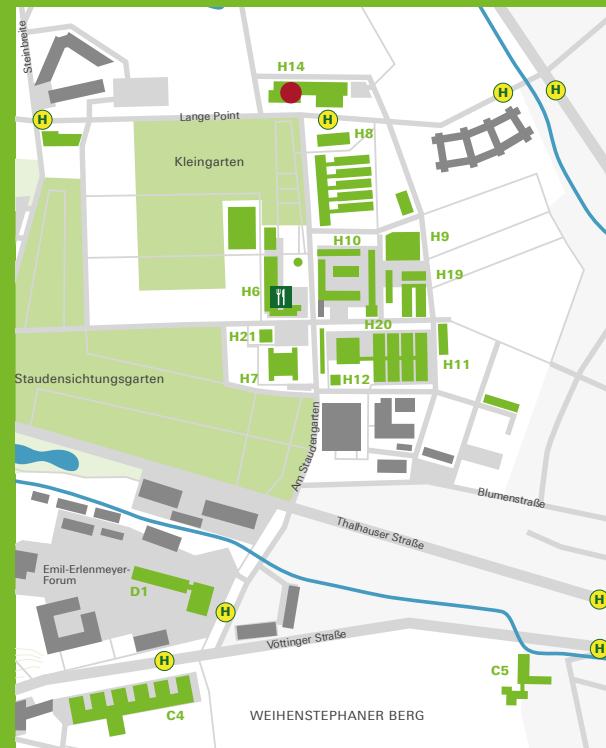 Steinbreite
H14
H
H
H
H
Lange Point
H8
Kleingarten
H9
H10
H19
H6
H20
H21
H11
H7
H12
Staudensichtungsgarten
Am Staudengarten
Blumenstraße
Thalhauser Straße
Emil-Erlenmeyer-
Forum
D1
H
H
Vöttinger Straße
H
H
C5
C4
WEIHENSTEPHANER BERG